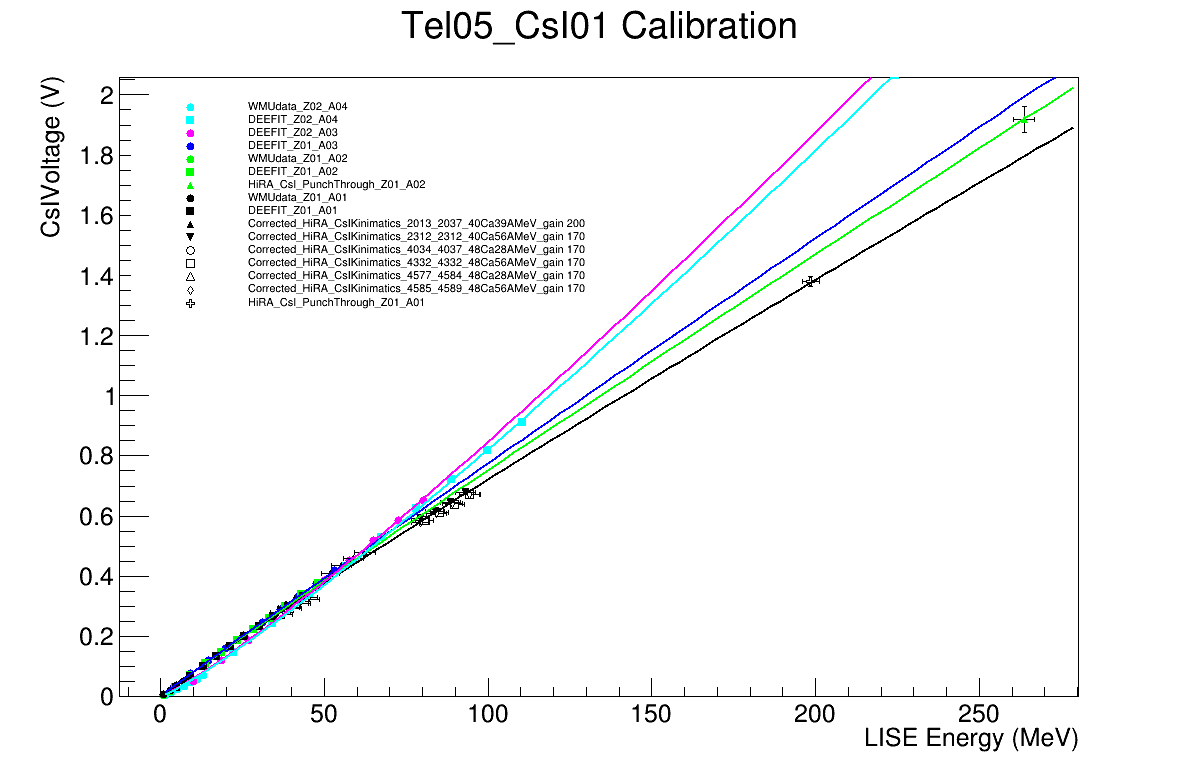 Tel05_CsI01 Calibration
CsIVoltage (V)
2
1.8
1.6
1.4
1.2
1
0.8
0.6
0.4
0.2
0
WMUdata_Z02_A04
DEEFIT_Z02_A04
DEEFIT_Z02_A03
DEEFIT_Z01_A03
WMUdata_Z01_A02
DEEFIT_Z01_A02
HiRA_CsI_PunchThrough_Z01_A02
WMUdata_Z01_A01
DEEFIT_Z01_A01
Corrected_HiRA_CsIKinimatics_2013_2037_40Ca39AMeV_gain 200
Corrected_HiRA_CsIKinimatics_2312_2312_40Ca56AMeV_gain 170
Corrected_HiRA_CsIKinimatics_4034_4037_48Ca28AMeV_gain 170
Corrected_HiRA_CsIKinimatics_4332_4332_48Ca56AMeV_gain 170
Corrected_HiRA_CsIKinimatics_4577_4584_48Ca28AMeV_gain 170
Corrected_HiRA_CsIKinimatics_4585_4589_48Ca56AMeV_gain 170
HiRA_CsI_PunchThrough_Z01_A01
0 50 100 150 200 250
LISE Energy (MeV)